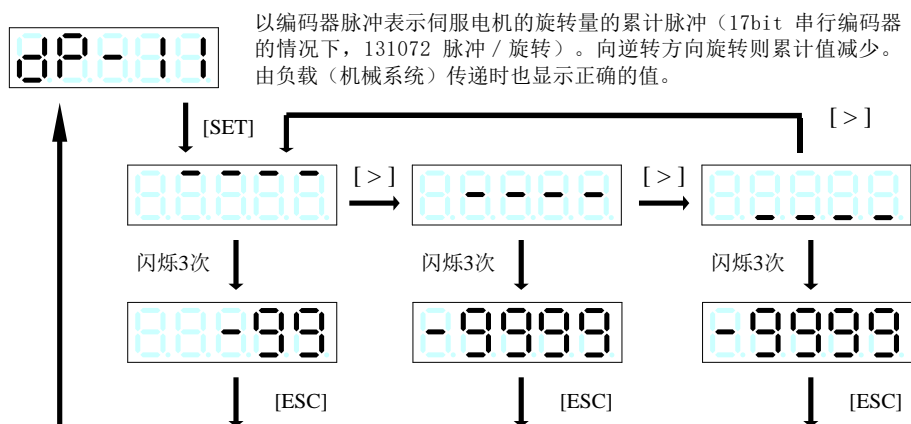 以编码器脉冲表示伺服电机的旋转量的累计脉冲（17bit 串行编码器
的情况下，131072 脉冲／旋转）。向逆转方向旋转则累计值减少。
由负载（机械系统）传递时也显示正确的值。
dP-11
[SET]
[>]
---- [>] ---- [>] ----
闪烁3次 闪烁3次 闪烁3次
-99 -9999 -9999
[ESC] [ESC] [ESC]